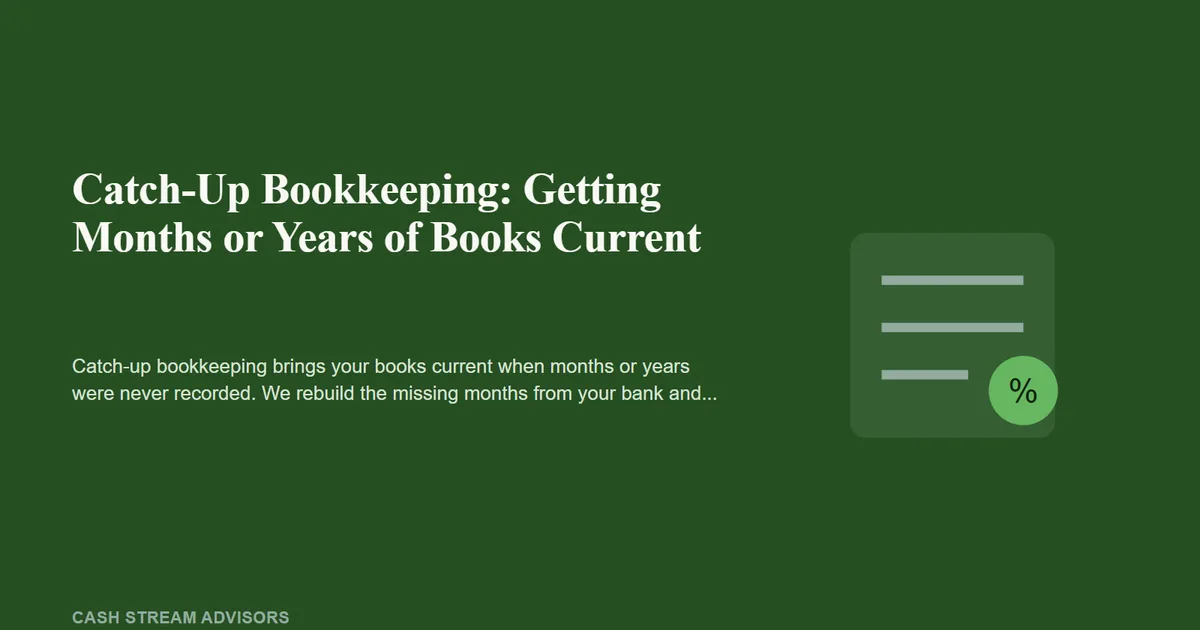 Catch-Up Bookkeeping: Getting
Months or Years of Books Current
Catch-up bookkeeping brings your books current when months or years
were never recorded. We rebuild the missing months from your bank and...
%
CASH STREAM ADVISORS